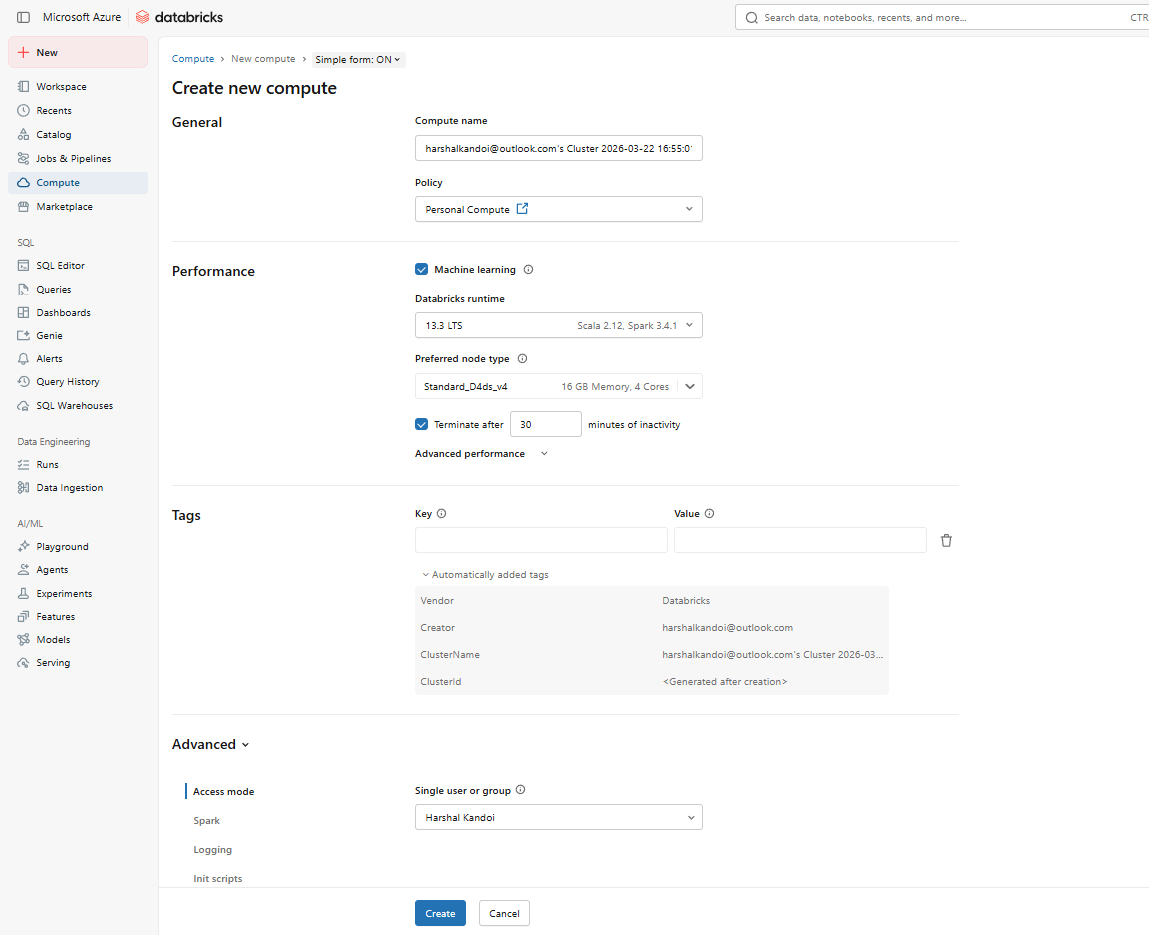 Microsoft Azure databricks
Search data, notebooks, recents, and more... CTR
New
Workspace
Recents
Catalog
Jobs & Pipelines
Compute
Marketplace
SQL
SQL Editor
Queries
Dashboards
Genie
Alerts
Query History
SQL Warehouses
Data Engineering
Runs
Data Ingestion
AI/ML
Playground
Agents
Experiments
Features
Models
Serving
Compute › New compute › Simple form: ON
Create new compute
General
Compute name
harshalkandoi@outlook.com's Cluster 2026-03-22 16:55:01
Policy
Personal Compute
Performance
Machine learning
Databricks runtime
13.3 LTS Scala 2.12, Spark 3.4.1
Preferred node type
Standard_D4ds_v4 16 GB Memory, 4 Cores
Terminate after 30 minutes of inactivity
Advanced performance
Tags
Key Value
Automatically added tags
Vendor Databricks
Creator harshalkandoi@outlook.com
ClusterName harshalkandoi@outlook.com's Cluster 2026-03...
ClusterId <Generated after creation>
Advanced
Access mode
Spark
Logging
Init scripts
Single user or group
Harshal Kandoi
Create Cancel